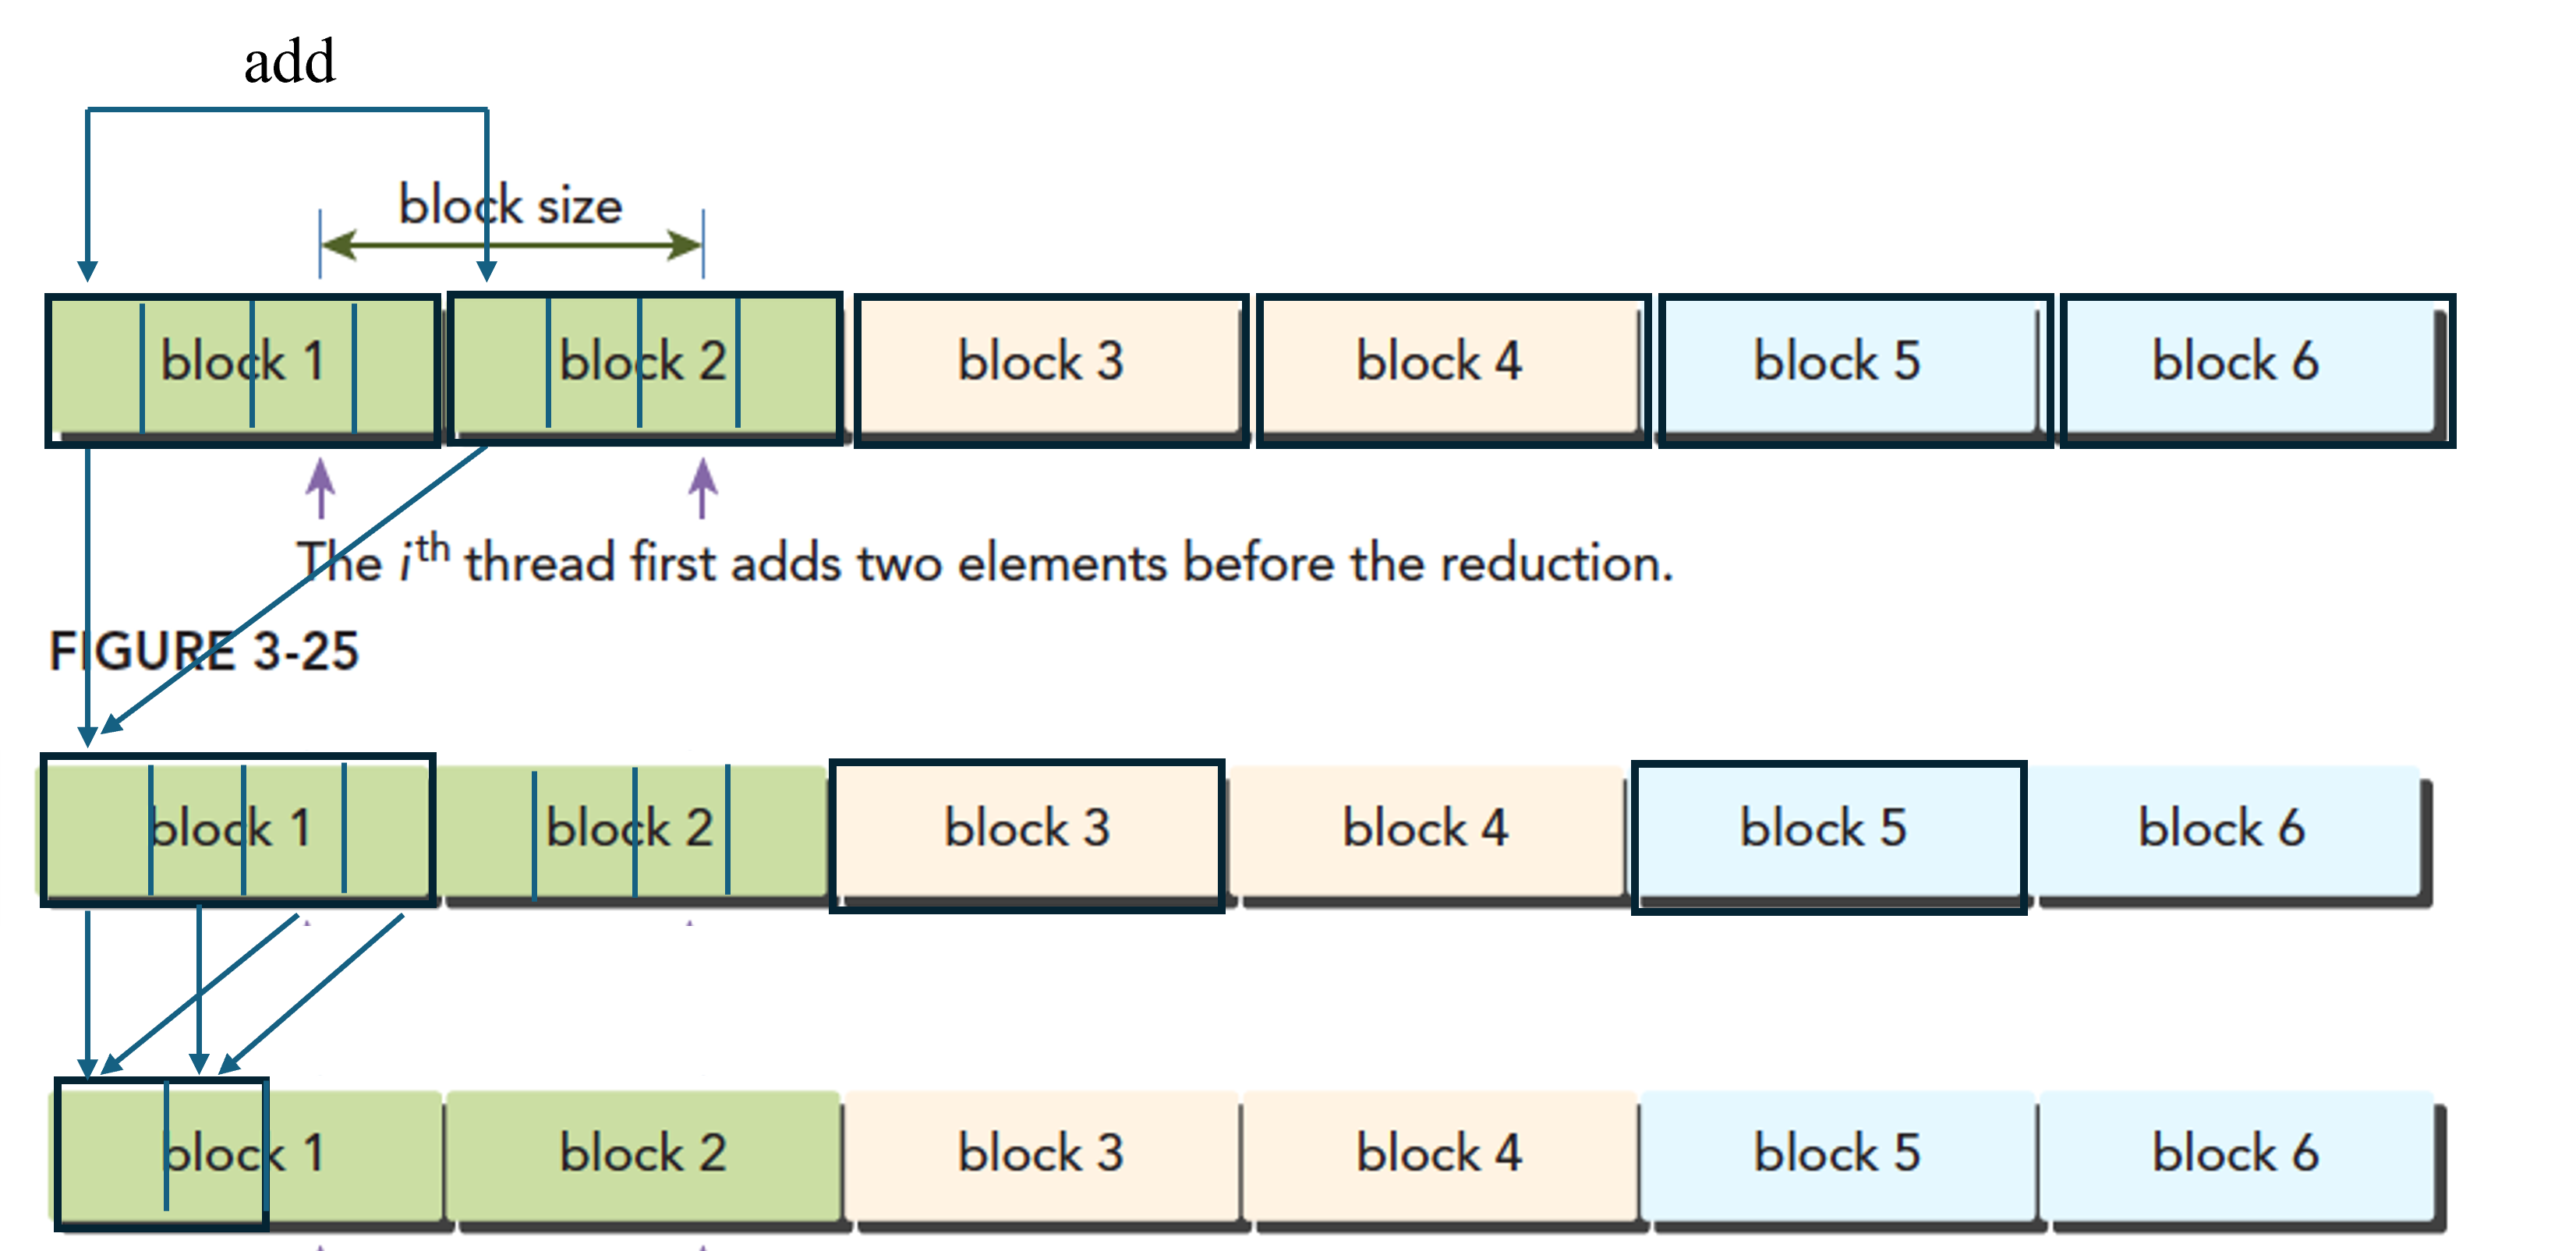 add
block size
block 1 block 2 block 3 block 4 block 5 block 6
The ith thread first adds two elements before the reduction.
FIGURE 3-25
block 1 block 2 block 3 block 4 block 5 block 6
block 1 block 2 block 3 block 4 block 5 block 6